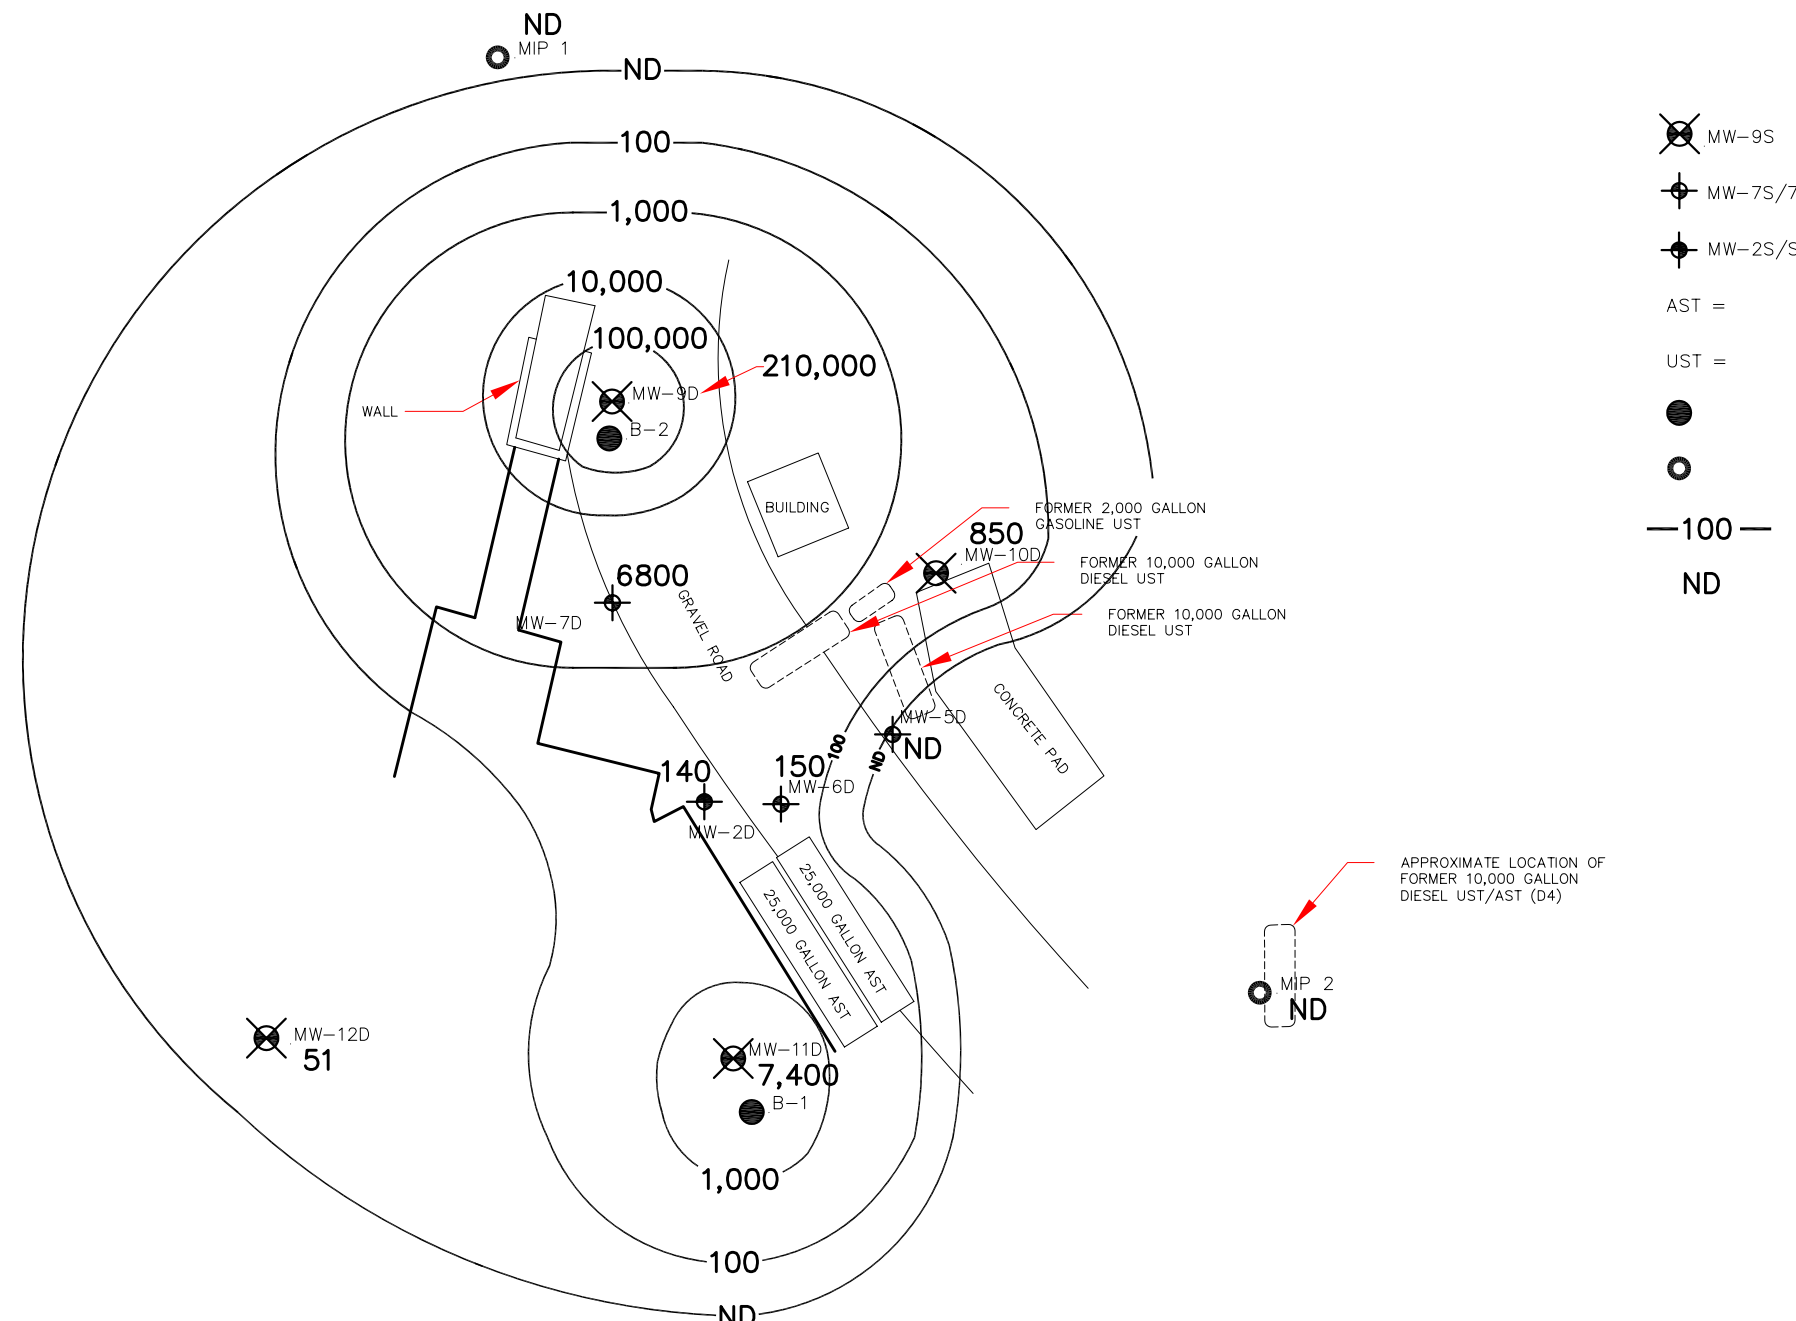 ND
MIP 1
ND
100
1,000
10,000
100,000
210,000
MW-9D
B-2
WALL
BUILDING
FORMER 2,000 GALLON
GASOLINE UST
850
MW-10D
FORMER 10,000 GALLON
DIESEL UST
FORMER 10,000 GALLON
DIESEL UST
6800
MW-7D
GRAVEL ROAD
CONCRETE PAD
MW-5D
ND
100
ND
140
MW-2D
150
MW-6D
25,000 GALLON AST
25,000 GALLON AST
APPROXIMATE LOCATION OF
FORMER 10,000 GALLON
DIESEL UST/AST (D4)
MIP 2
ND
MW-12D
51
MW-11D
7,400
B-1
1,000
100
ND
MW-9S
MW-7S/7
MW-2S/S
AST =
UST =
100
ND